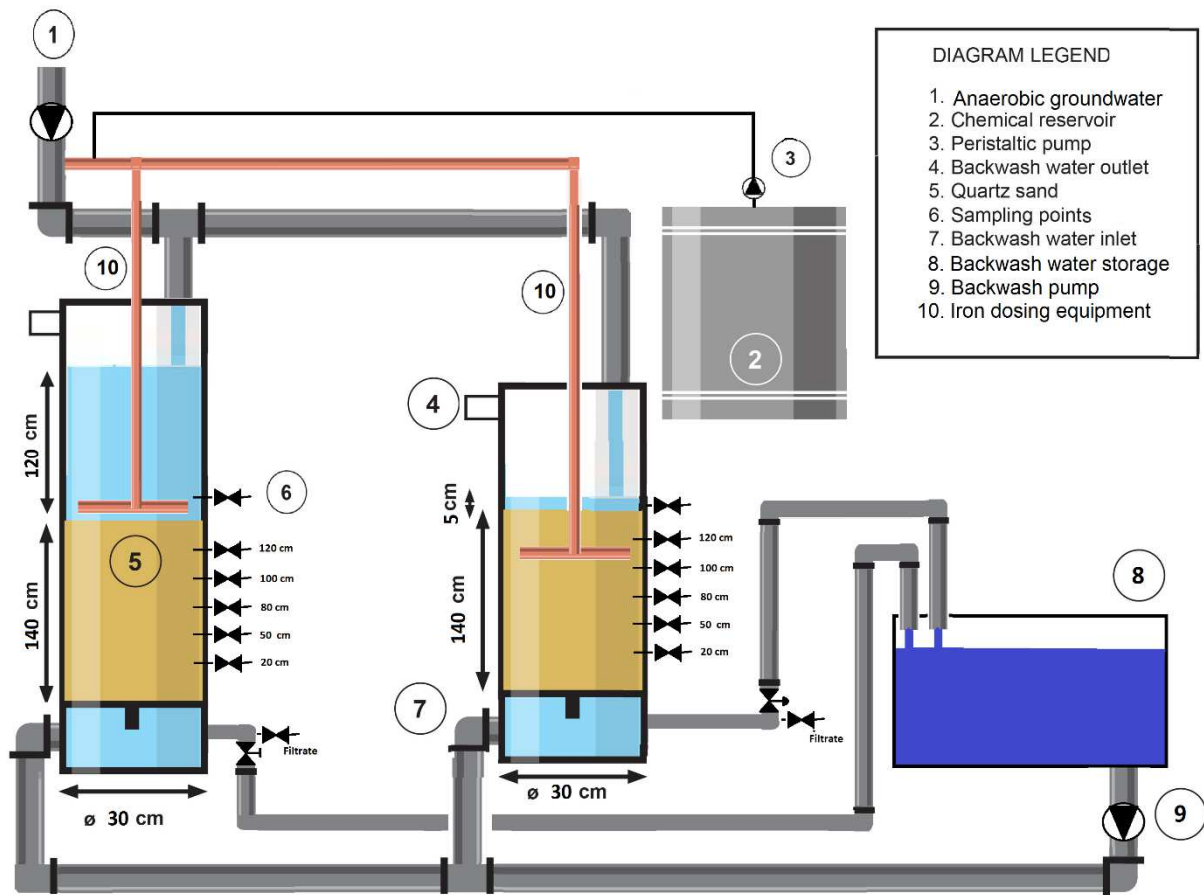 1
DIAGRAM LEGEND
1. Anaerobic groundwater
2. Chemical reservoir
3. Peristaltic pump
4. Backwash water outlet
5. Quartz sand
6. Sampling points
7. Backwash water inlet
8. Backwash water storage
9. Backwash pump
10. Iron dosing equipment
3
10
10
2
4
120 cm
6
5 cm
5
120 cm
100 cm
80 cm
50 cm
20 cm
140 cm
120 cm
100 cm
80 cm
50 cm
20 cm
140 cm
8
7
Filtrate
Filtrate
ø 30 cm
ø 30 cm
9